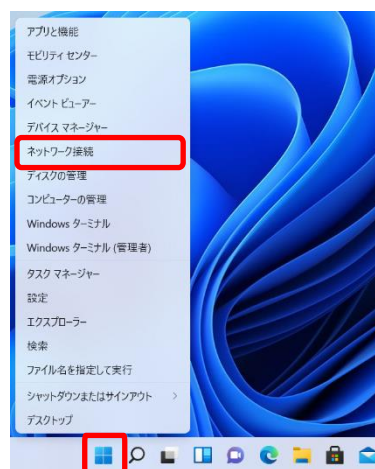 アプリと機能
モビリティ センター
電源オプション
イベント ビューアー
デバイス マネージャー
ネットワーク接続
ディスクの管理
コンピューターの管理
Windows ターミナル
Windows ターミナル (管理者)
タスク マネージャー
設定
エクスプローラー
検索
ファイル名を指定して実行
シャットダウンまたはサインアウト
デスクトップ